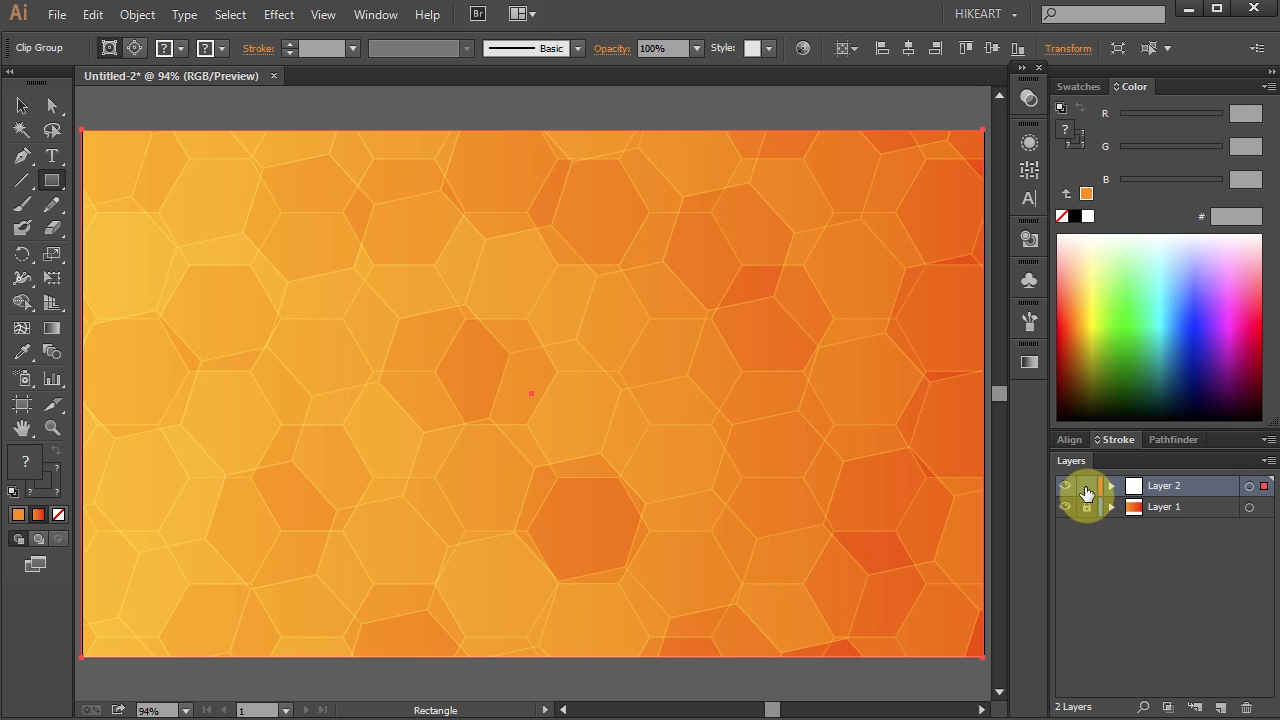 Ai File Edit Object Type Select Effect View Window Help Br HIKEART
Clip Group ? ? Stroke: Basic Opacity: 100% Style: Transform
Untitled-2* @ 94% (RGB/Preview) ×
Swatches Color
R
?
G
B
#
T
A
Align Stroke Pathfinder
Layers
?
?
?
Layer 2
Layer 1
94% 1 Rectangle 2 Layers